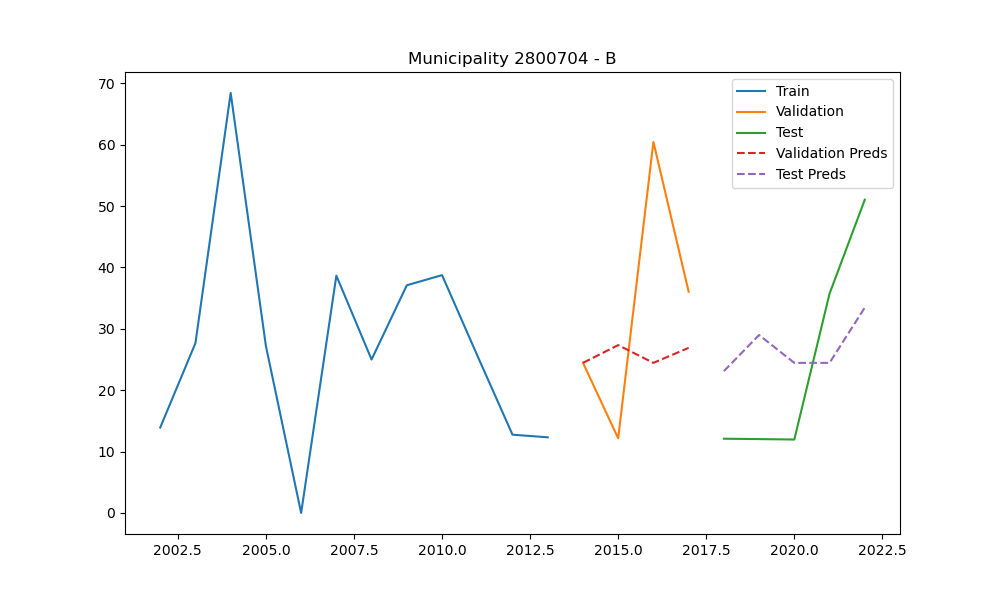 Municipality 2800704 - B
Train
Validation
Test
Validation Preds
Test Preds
70
60
50
40
30
20
10
0
2002.5 2005.0 2007.5 2010.0 2012.5 2015.0 2017.5 2020.0 2022.5